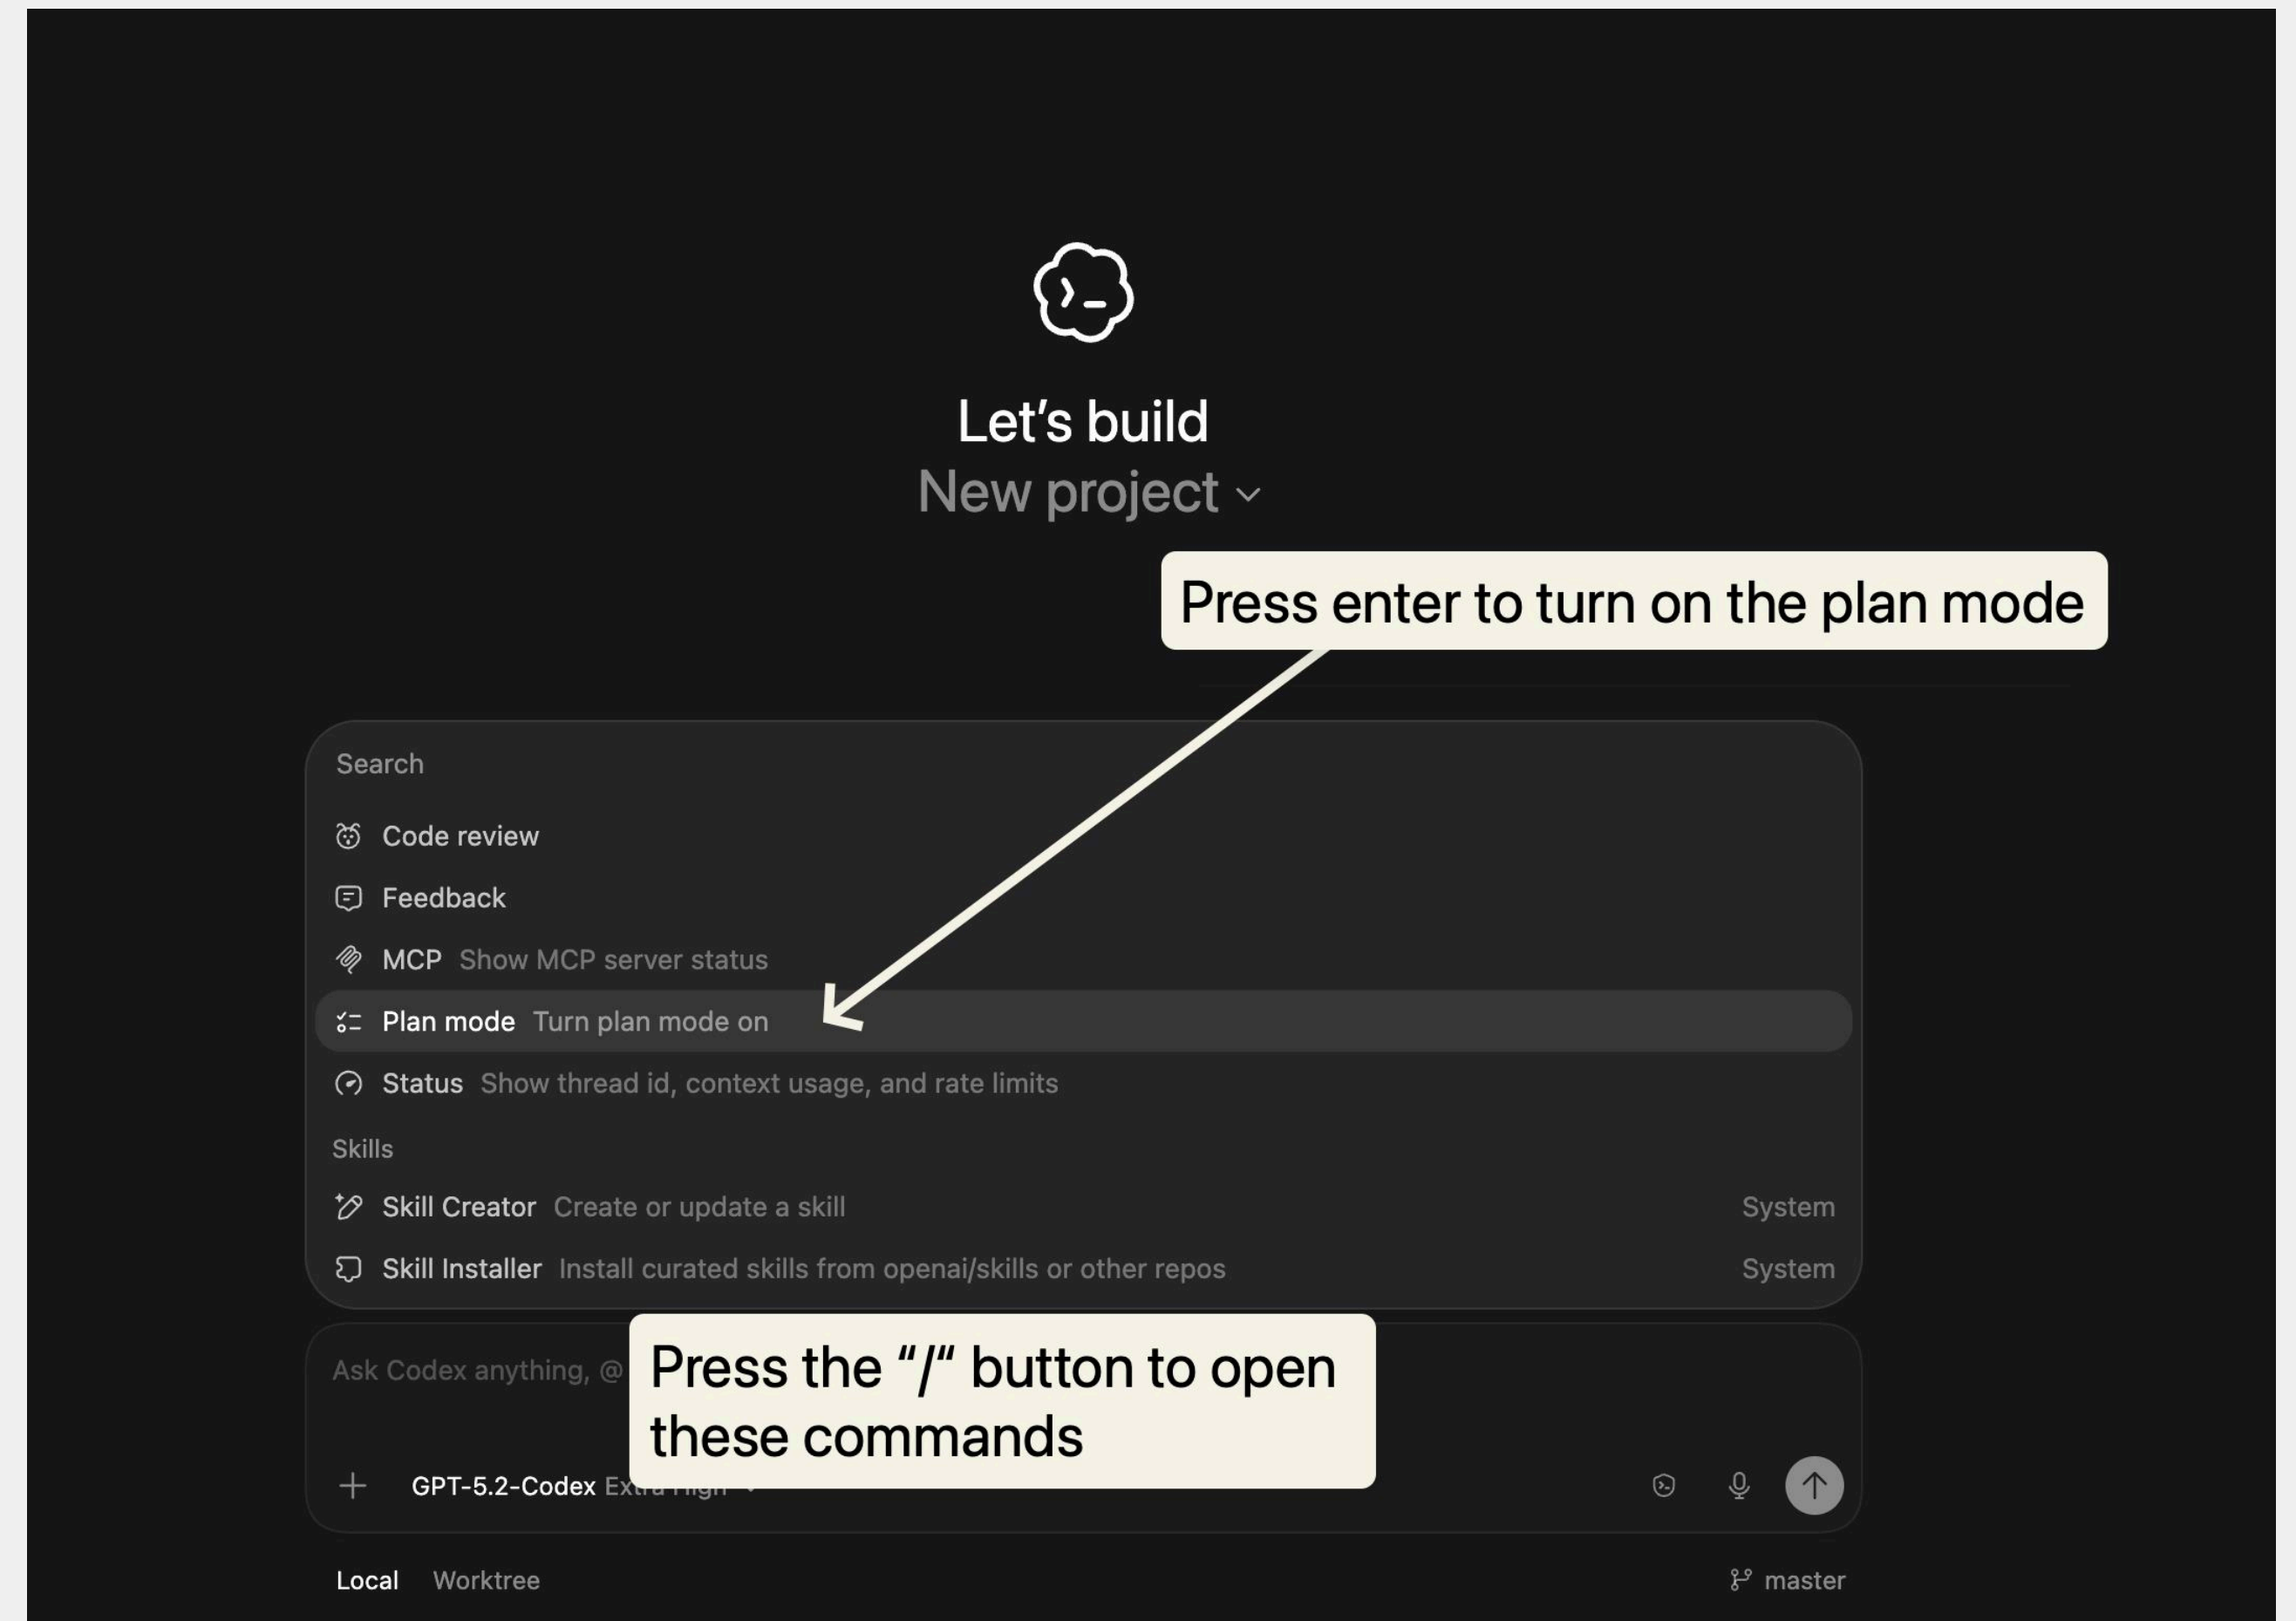 Let's build
New project
Press enter to turn on the plan mode
Search
Code review
Feedback
MCP Show MCP server status
Plan mode Turn plan mode on
Status Show thread id, context usage, and rate limits
Skills
Skill Creator Create or update a skill System
Skill Installer Install curated skills from openai/skills or other repos System
Ask Codex anything, @
Press the “/“ button to open
these commands
GPT-5.2-Codex Extra High
Local Worktree master